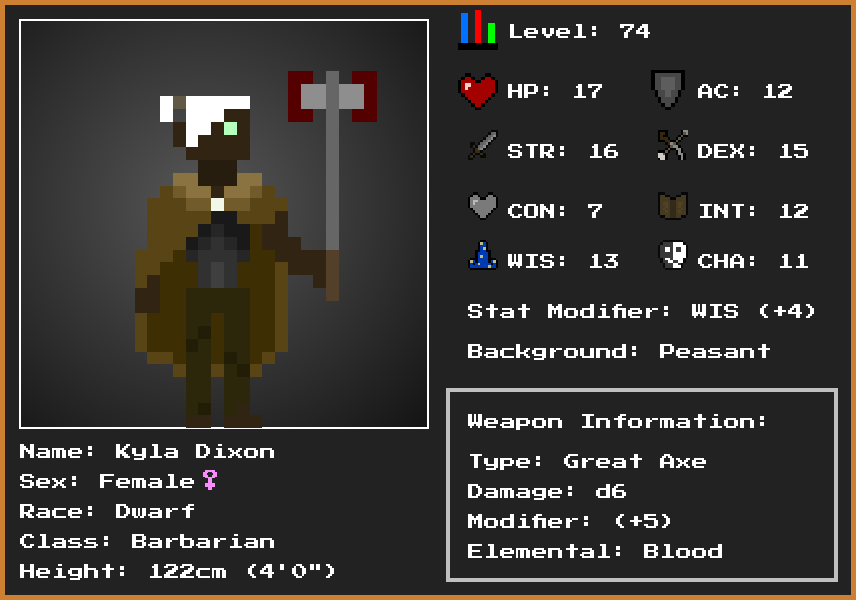 Level: 74
HP: 17
AC: 12
STR: 16
DEX: 15
CON: 7
INT: 12
WIS: 13
CHA: 11
Stat Modifier: WIS (+4)
Background: Peasant
Weapon Information:
Type: Great Axe
Damage: d6
Modifier: (+5)
Elemental: Blood
Name: Kyla Dixon
Sex: Female♀
Race: Dwarf
Class: Barbarian
Height: 122cm (4'0")